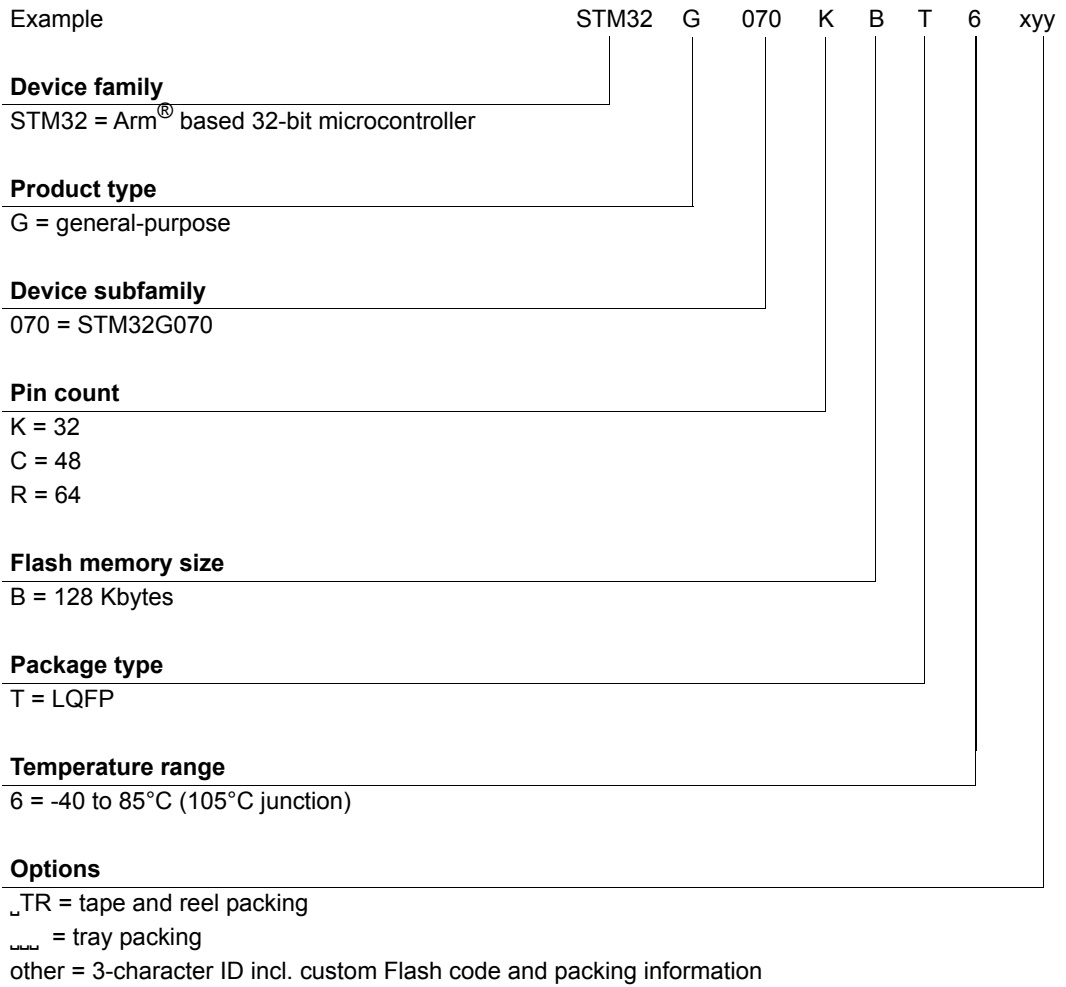 Example STM32 G 070 K B T 6 xyy
Device family
STM32 = Arm® based 32-bit microcontroller
Product type
G = general-purpose
Device subfamily
070 = STM32G070
Pin count
K = 32
C = 48
R = 64
Flash memory size
B = 128 Kbytes
Package type
T = LQFP
Temperature range
6 = -40 to 85°C (105°C junction)
Options
␣TR = tape and reel packing
␣␣␣ = tray packing
other = 3-character ID incl. custom Flash code and packing information